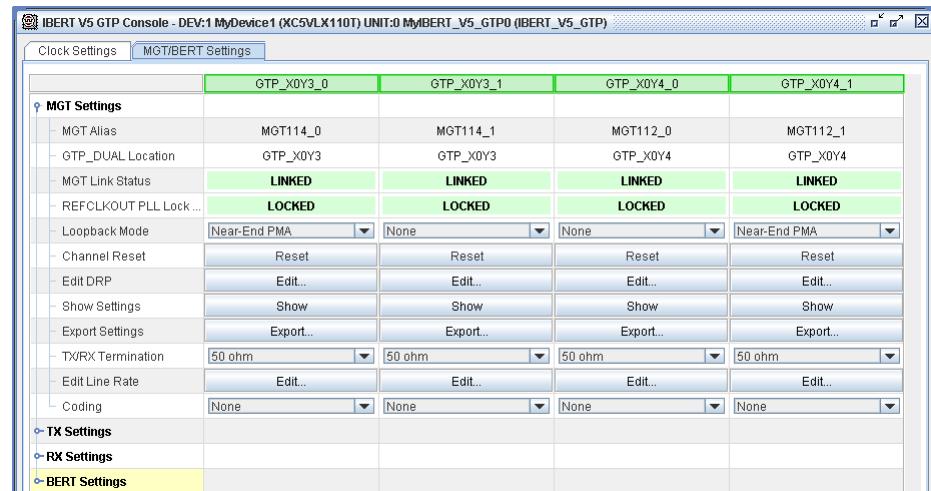 IBERT V5 GTP Console - DEV:1 MyDevice1 (XC5VLX110T) UNIT:0 MyIBERT_V5_GTP0 (IBERT_V5_GTP)
Clock Settings MGT/BERT Settings
GTP_X0Y3_0 GTP_X0Y3_1 GTP_X0Y4_0 GTP_X0Y4_1
MGT Settings
MGT Alias MGT114_0 MGT114_1 MGT112_0 MGT112_1
GTP_DUAL Location GTP_X0Y3 GTP_X0Y3 GTP_X0Y4 GTP_X0Y4
MGT Link Status LINKED LINKED LINKED LINKED
REFCLKOUT PLL Lock ... LOCKED LOCKED LOCKED LOCKED
Loopback Mode Near-End PMA None None Near-End PMA
Channel Reset Reset Reset Reset Reset
Edit DRP Edit... Edit... Edit... Edit...
Show Settings Show Show Show Show
Export Settings Export... Export... Export... Export...
TX/RX Termination 50 ohm 50 ohm 50 ohm 50 ohm
Edit Line Rate Edit... Edit... Edit... Edit...
Coding None None None None
TX Settings
RX Settings
BERT Settings